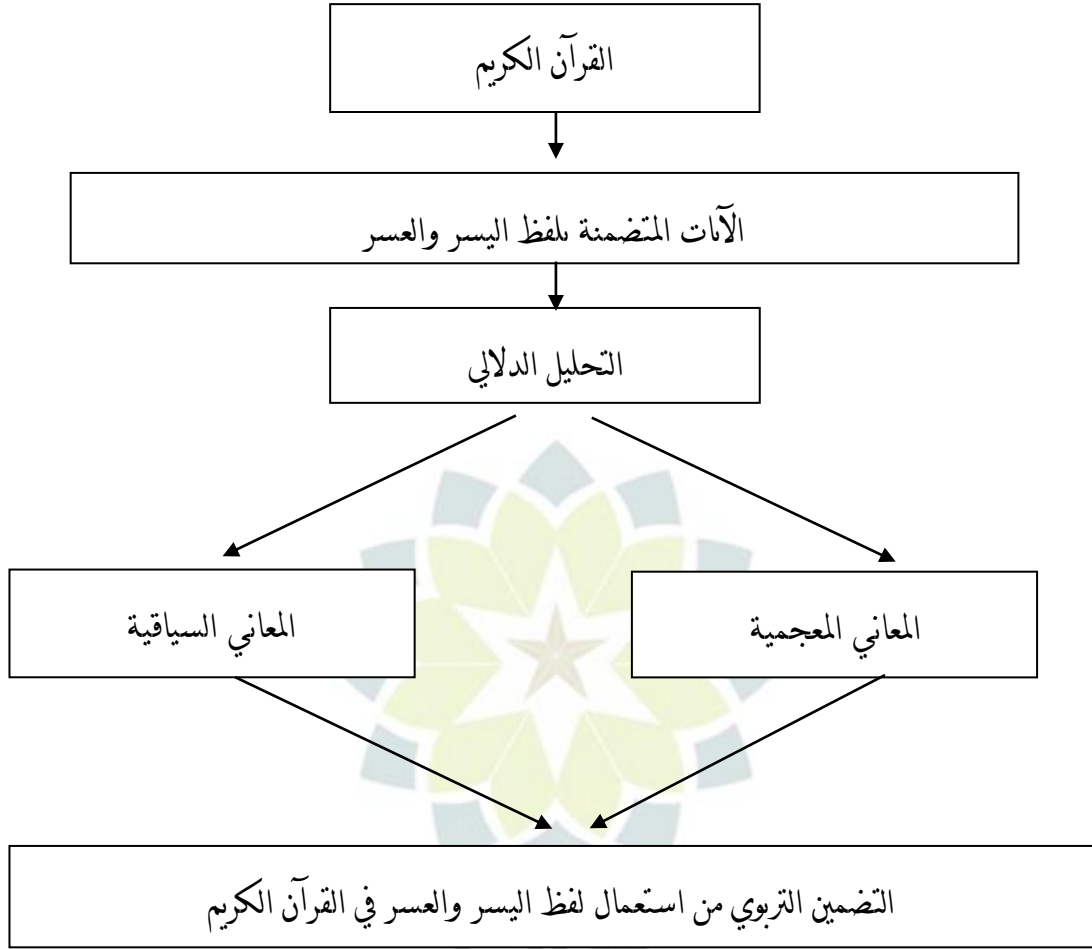 القرآن الكريم
الآيات المتضمنة بلفظ اليسر والعسر
التحليل الدلالي
المعاني المعجمية
المعاني السياقية
التضمين التربوي من استعمال لفظ اليسر والعسر في القرآن الكريم